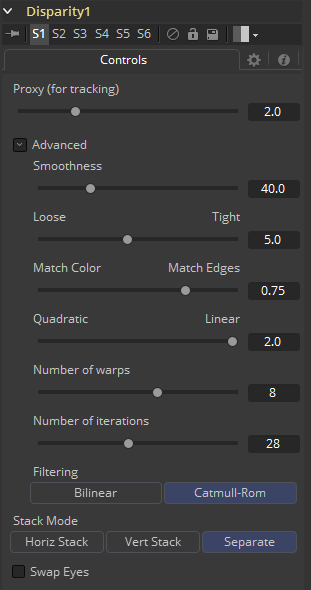 Disparity1
S1 S2 S3 S4 S5 S6
Controls
Proxy (for tracking)
2.0
Advanced
Smoothness
40.0
Loose Tight
5.0
Match Color Match Edges
0.75
Quadratic Linear
2.0
Number of warps
8
Number of iterations
28
Filtering
Bilinear Catmull-Rom
Stack Mode
Horiz Stack Vert Stack Separate
Swap Eyes